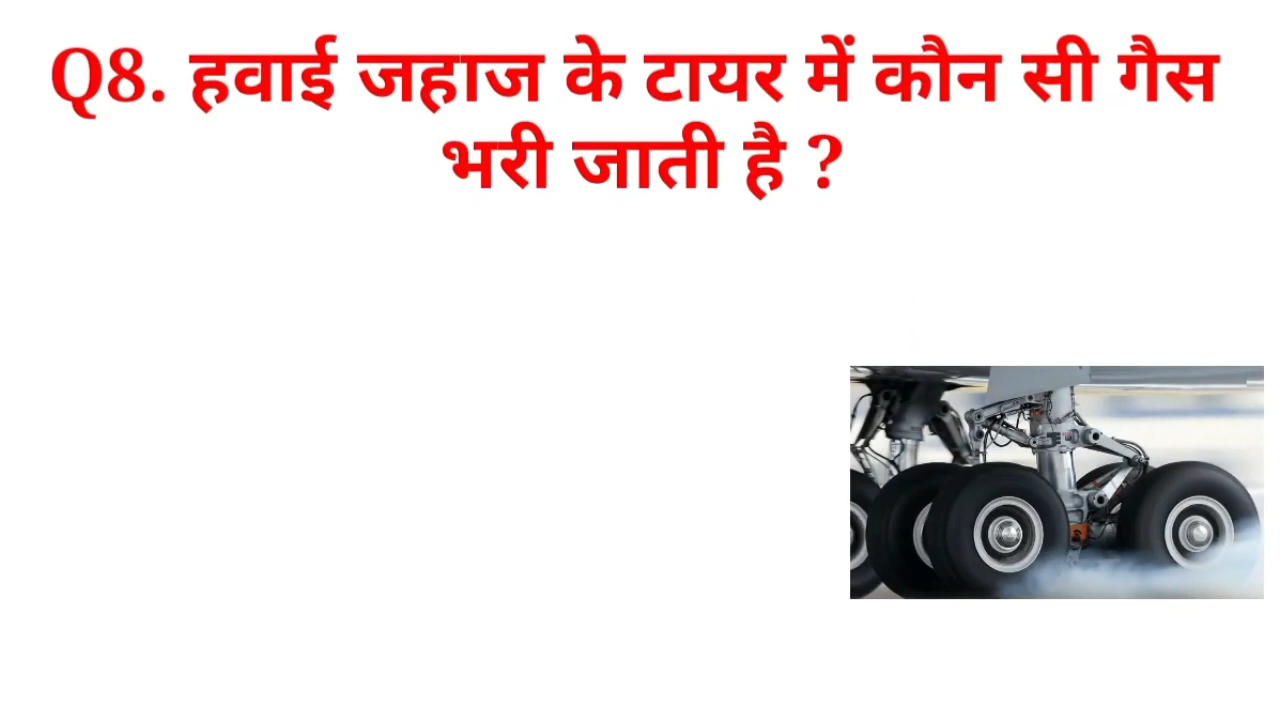 Q8. हवाई जहाज के टायर में कौन सी गैस
भरी जाती है ?